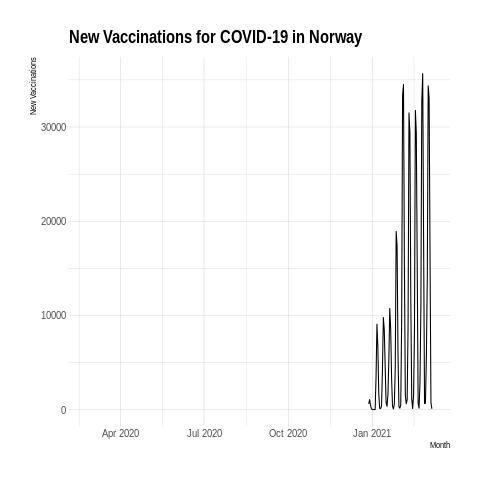 New Vaccinations for COVID-19 in Norway
New Vaccinations
30000
20000
10000
0
Apr 2020 Jul 2020 Oct 2020 Jan 2021
Month